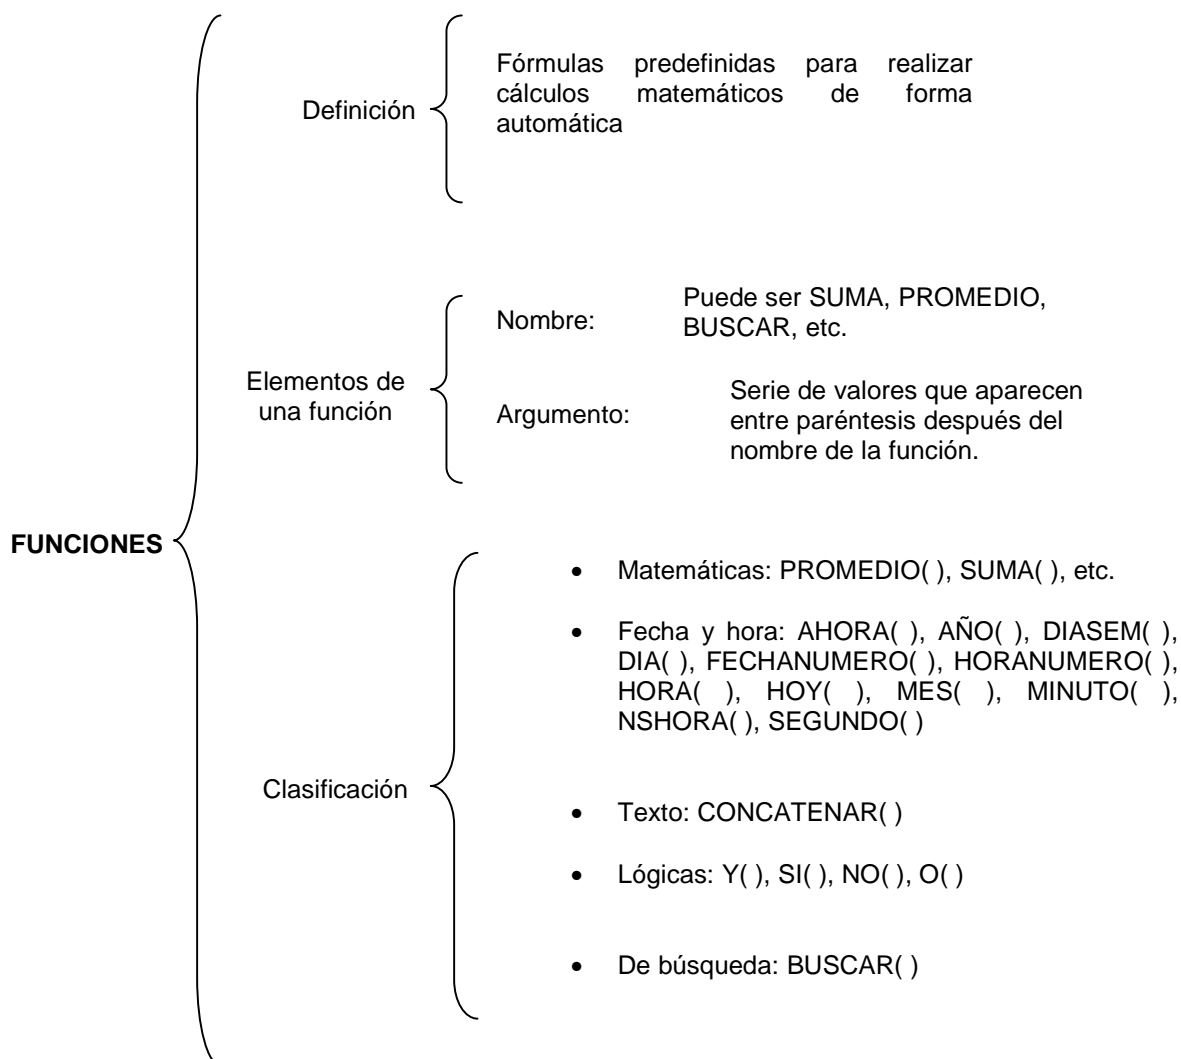 Fórmulas predefinidas para realizar
cálculos matemáticos de forma
automática
Definición
Nombre:
Puede ser SUMA, PROMEDIO,
BUSCAR, etc.
Elementos de
una función
Argumento:
Serie de valores que aparecen
entre paréntesis después del
nombre de la función.
FUNCIONES
• Matemáticas: PROMEDIO( ), SUMA( ), etc.
• Fecha y hora: AHORA( ), AÑO( ), DIASEM( ),
DIA( ), FECHANUMERO( ), HORANUMERO( ),
HORA( ), HOY( ), MES( ), MINUTO( ),
NSHORA( ), SEGUNDO( )
Clasificación
• Texto: CONCATENAR( )
• Lógicas: Y( ), SI( ), NO( ), O( )
• De búsqueda: BUSCAR( )